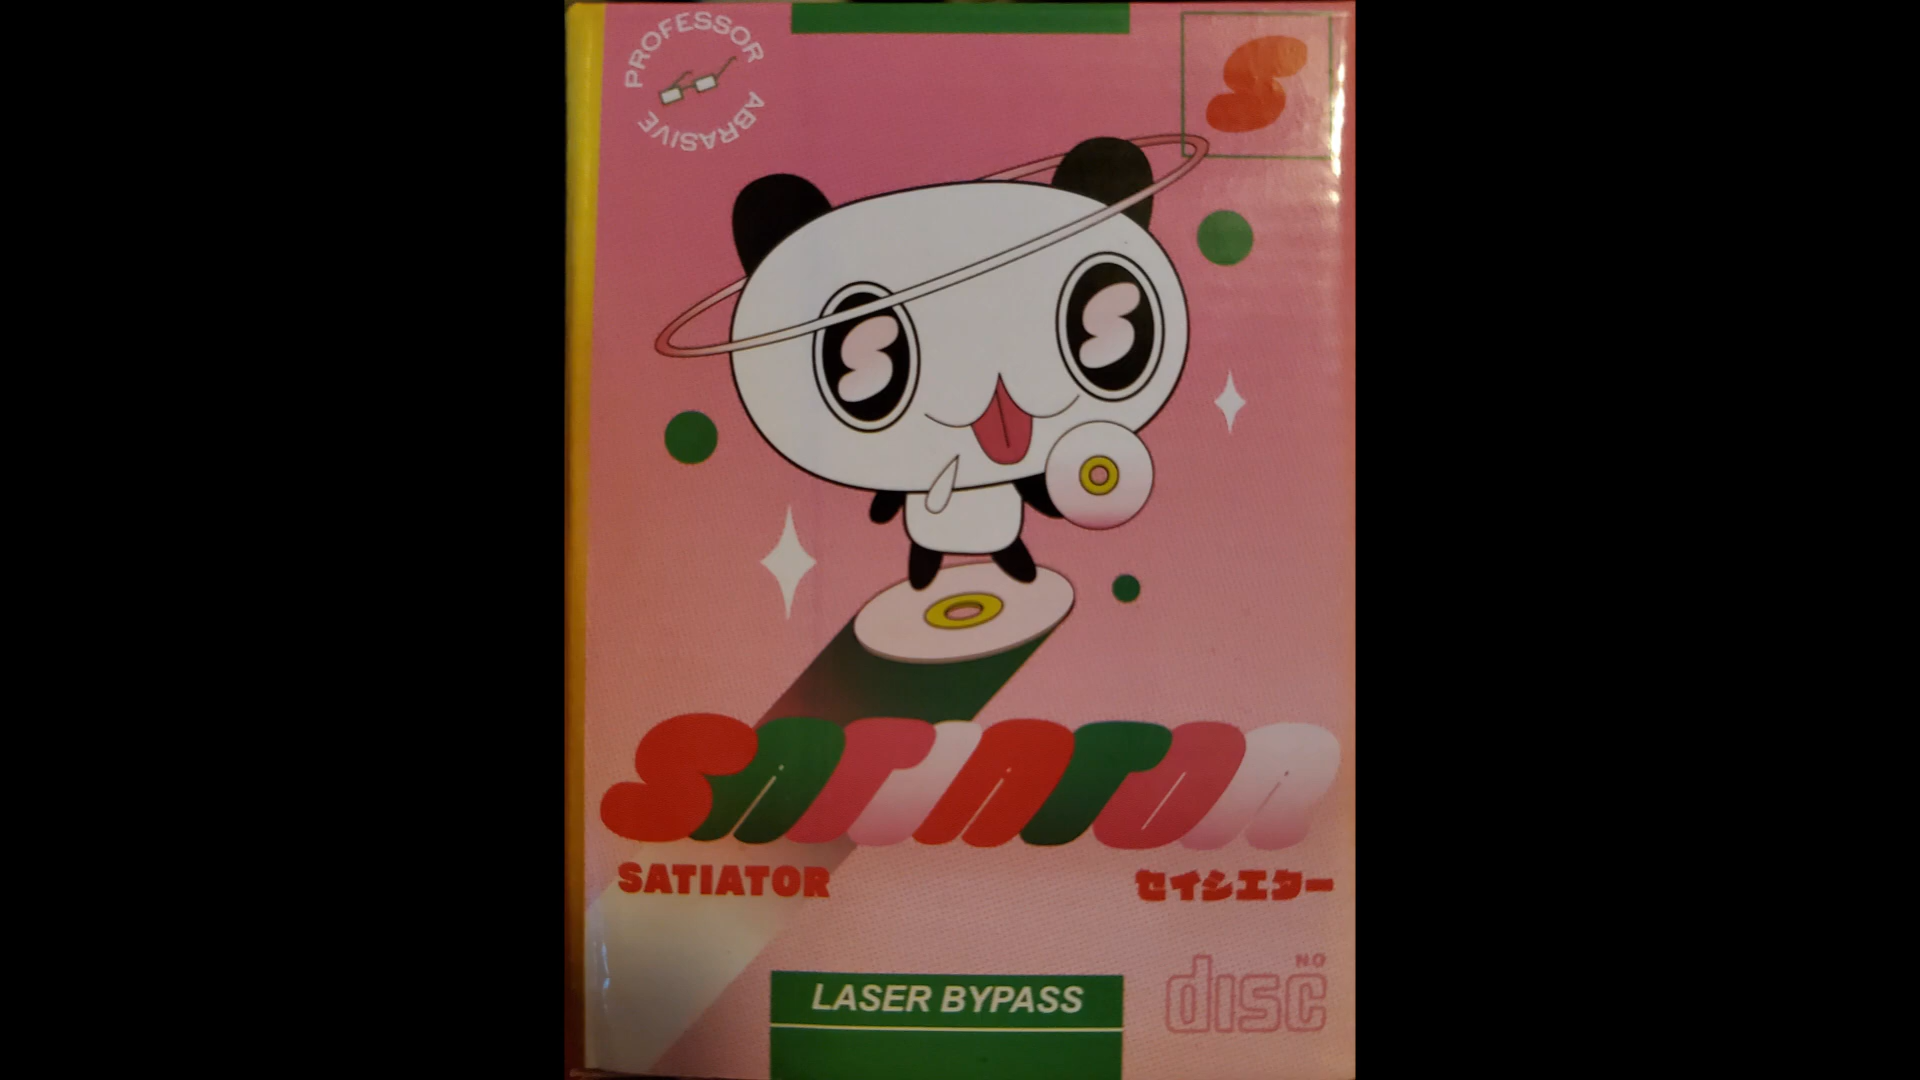 PROFESSOR
ABRASIVE
S
S S
SATIATOR
SATIATOR
セイシエター
LASER BYPASS
NO
disc